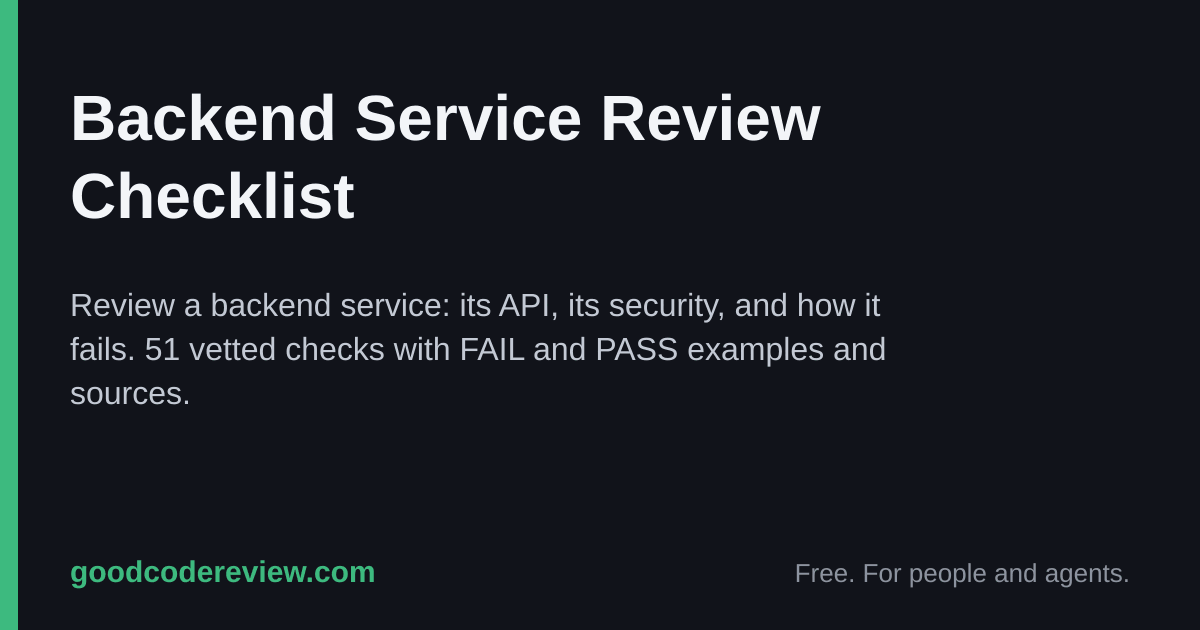 Backend Service Review
Checklist
Review a backend service: its API, its security, and how it
fails. 51 vetted checks with FAIL and PASS examples and
sources.
goodcodereview.com
Free. For people and agents.